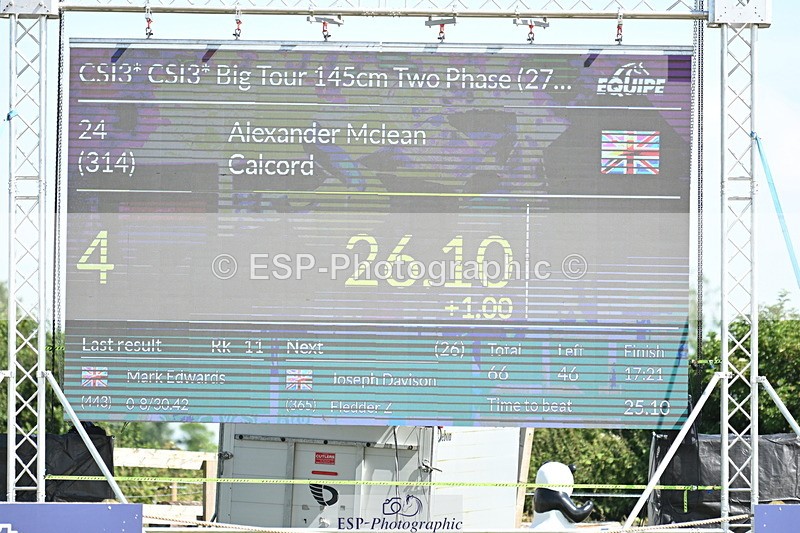 CSI3* CSI3* Big Tour 145cm Two Phase (27...
EQUIPE
24 Alexander Mclean
(314) Calcord
4 26.10
+1.00
© ESP-Photographic ©
Last result RK 11 Next (26) Total Left Finish
Mark Edwards Joseph Davison 66 46 17:21
(443) 0-8/30.42 (365) Fledder Z Time to beat 25.10
ESP-Photographic